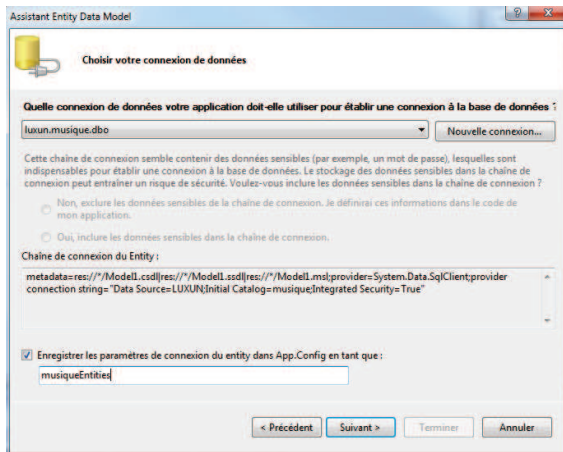 Assistant Entity Data Model
Choisir votre connexion de données
Quelle connexion de données votre application doit-elle utiliser pour établir une connexion à la base de données ?
luxun.musique.dbo
Nouvelle connexion...
Cette chaîne de connexion semble contenir des données sensibles (par exemple, un mot de passe), lesquelles sont
indispensables pour établir une connexion à la base de données. Le stockage des données sensibles dans la chaîne de
connexion peut entraîner un risque de sécurité. Voulez-vous inclure les données sensibles dans la chaîne de connexion ?
Non, exclure les données sensibles de la chaîne de connexion. Je définirai ces informations dans le code de
mon application.
Oui, inclure les données sensibles dans la chaîne de connexion.
Chaîne de connexion du Entity :
metadata=res://*/Model1.csdl|res://*/Model1.ssdl|res://*/Model1.msl;provider=System.Data.SqlClient;provider
connection string="Data Source=LUXUN;Initial Catalog=musique;Integrated Security=True"
Enregistrer les paramètres de connexion du entity dans App.Config en tant que :
musiqueEntities
< Précédent
Suivant >
Terminer
Annuler